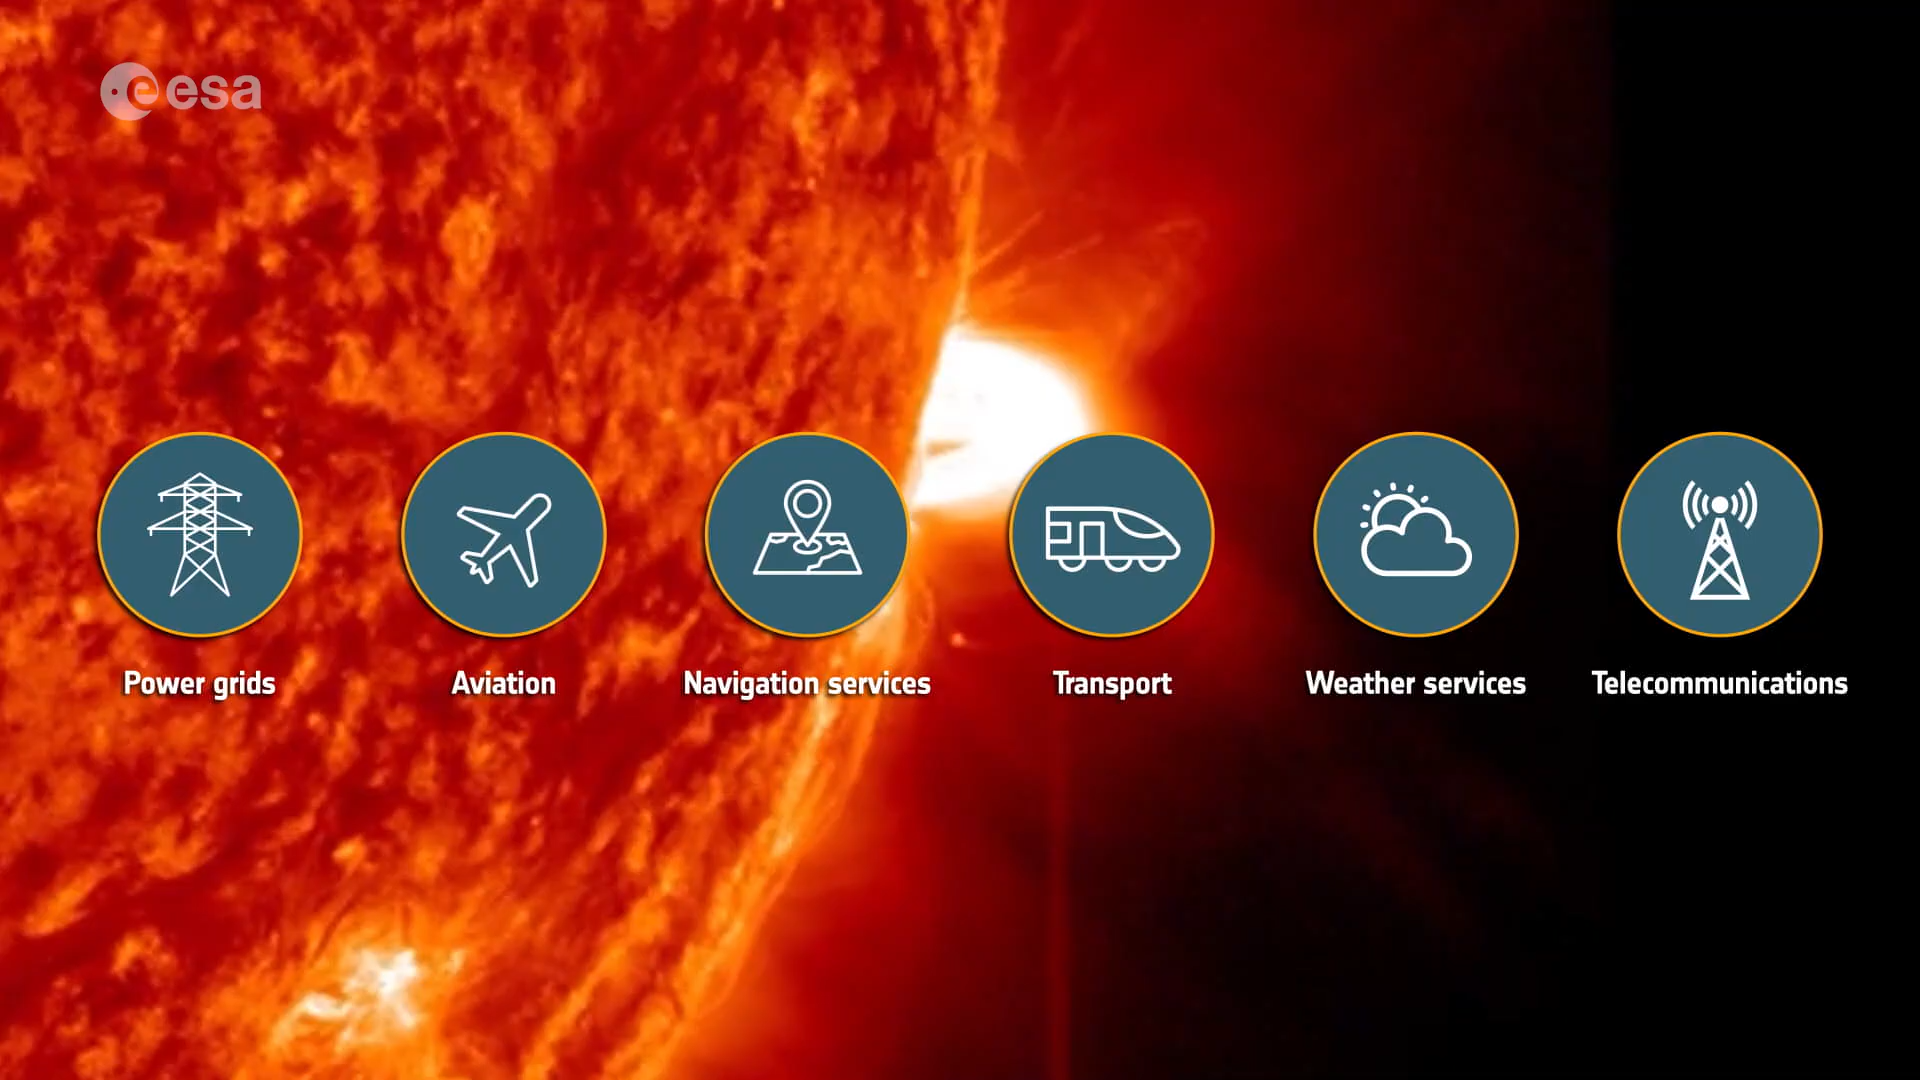 esa
Power grids
Aviation
Navigation services
Transport
Weather services
Telecommunications